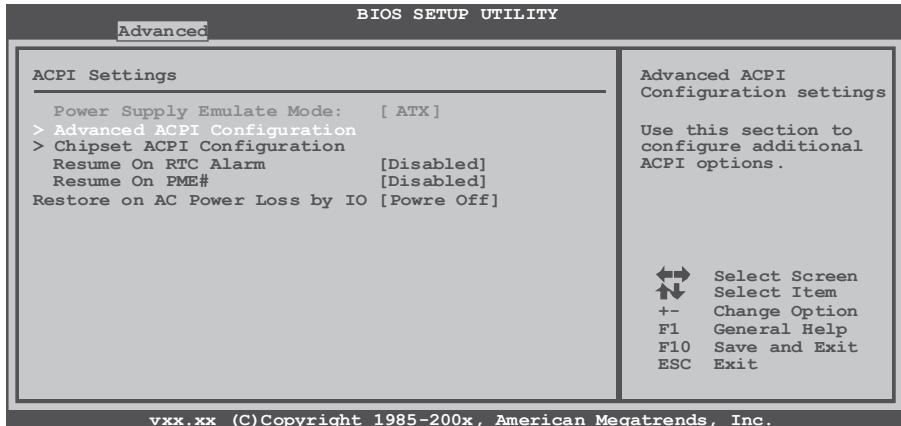 BIOS SETUP UTILITY
Advanced
ACPI Settings
Power Supply Emulate Mode: [ ATX]
> Advanced ACPI Configuration
> Chipset ACPI Configuration
Resume On RTC Alarm [Disabled]
Resume On PME# [Disabled]
Restore on AC Power Loss by IO [Powre Off]
Advanced ACPI
Configuration settings
Use this section to
configure additional
ACPI options.
Select Screen
Select Item
+- Change Option
F1 General Help
F10 Save and Exit
ESC Exit
vxx.xx (C)Copyright 1985-200x, American Megatrends, Inc.